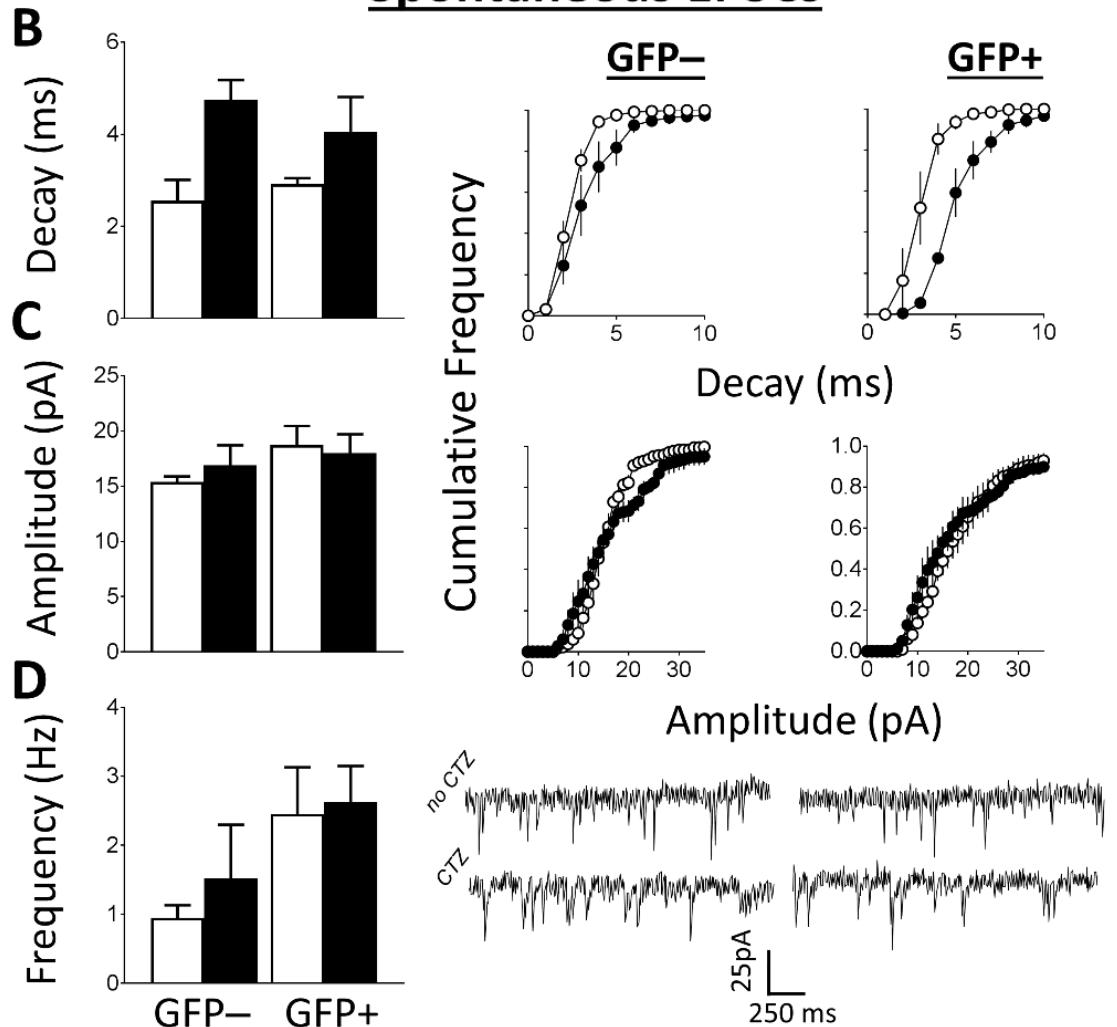 Spontaneous
B
Decay (ms)
6
4
2
0
GFP–
GFP+
Cumulative Frequency
0
5
10
0
5
10
Decay (ms)
C
Amplitude (pA)
25
20
15
10
5
0
10
20
30
1.0
0.8
0.6
0.4
0.2
0.0
0
10
20
30
Amplitude (pA)
D
Frequency (Hz)
4
3
2
1
0
GFP–
GFP+
no CTZ
CTZ
25pA
250 ms